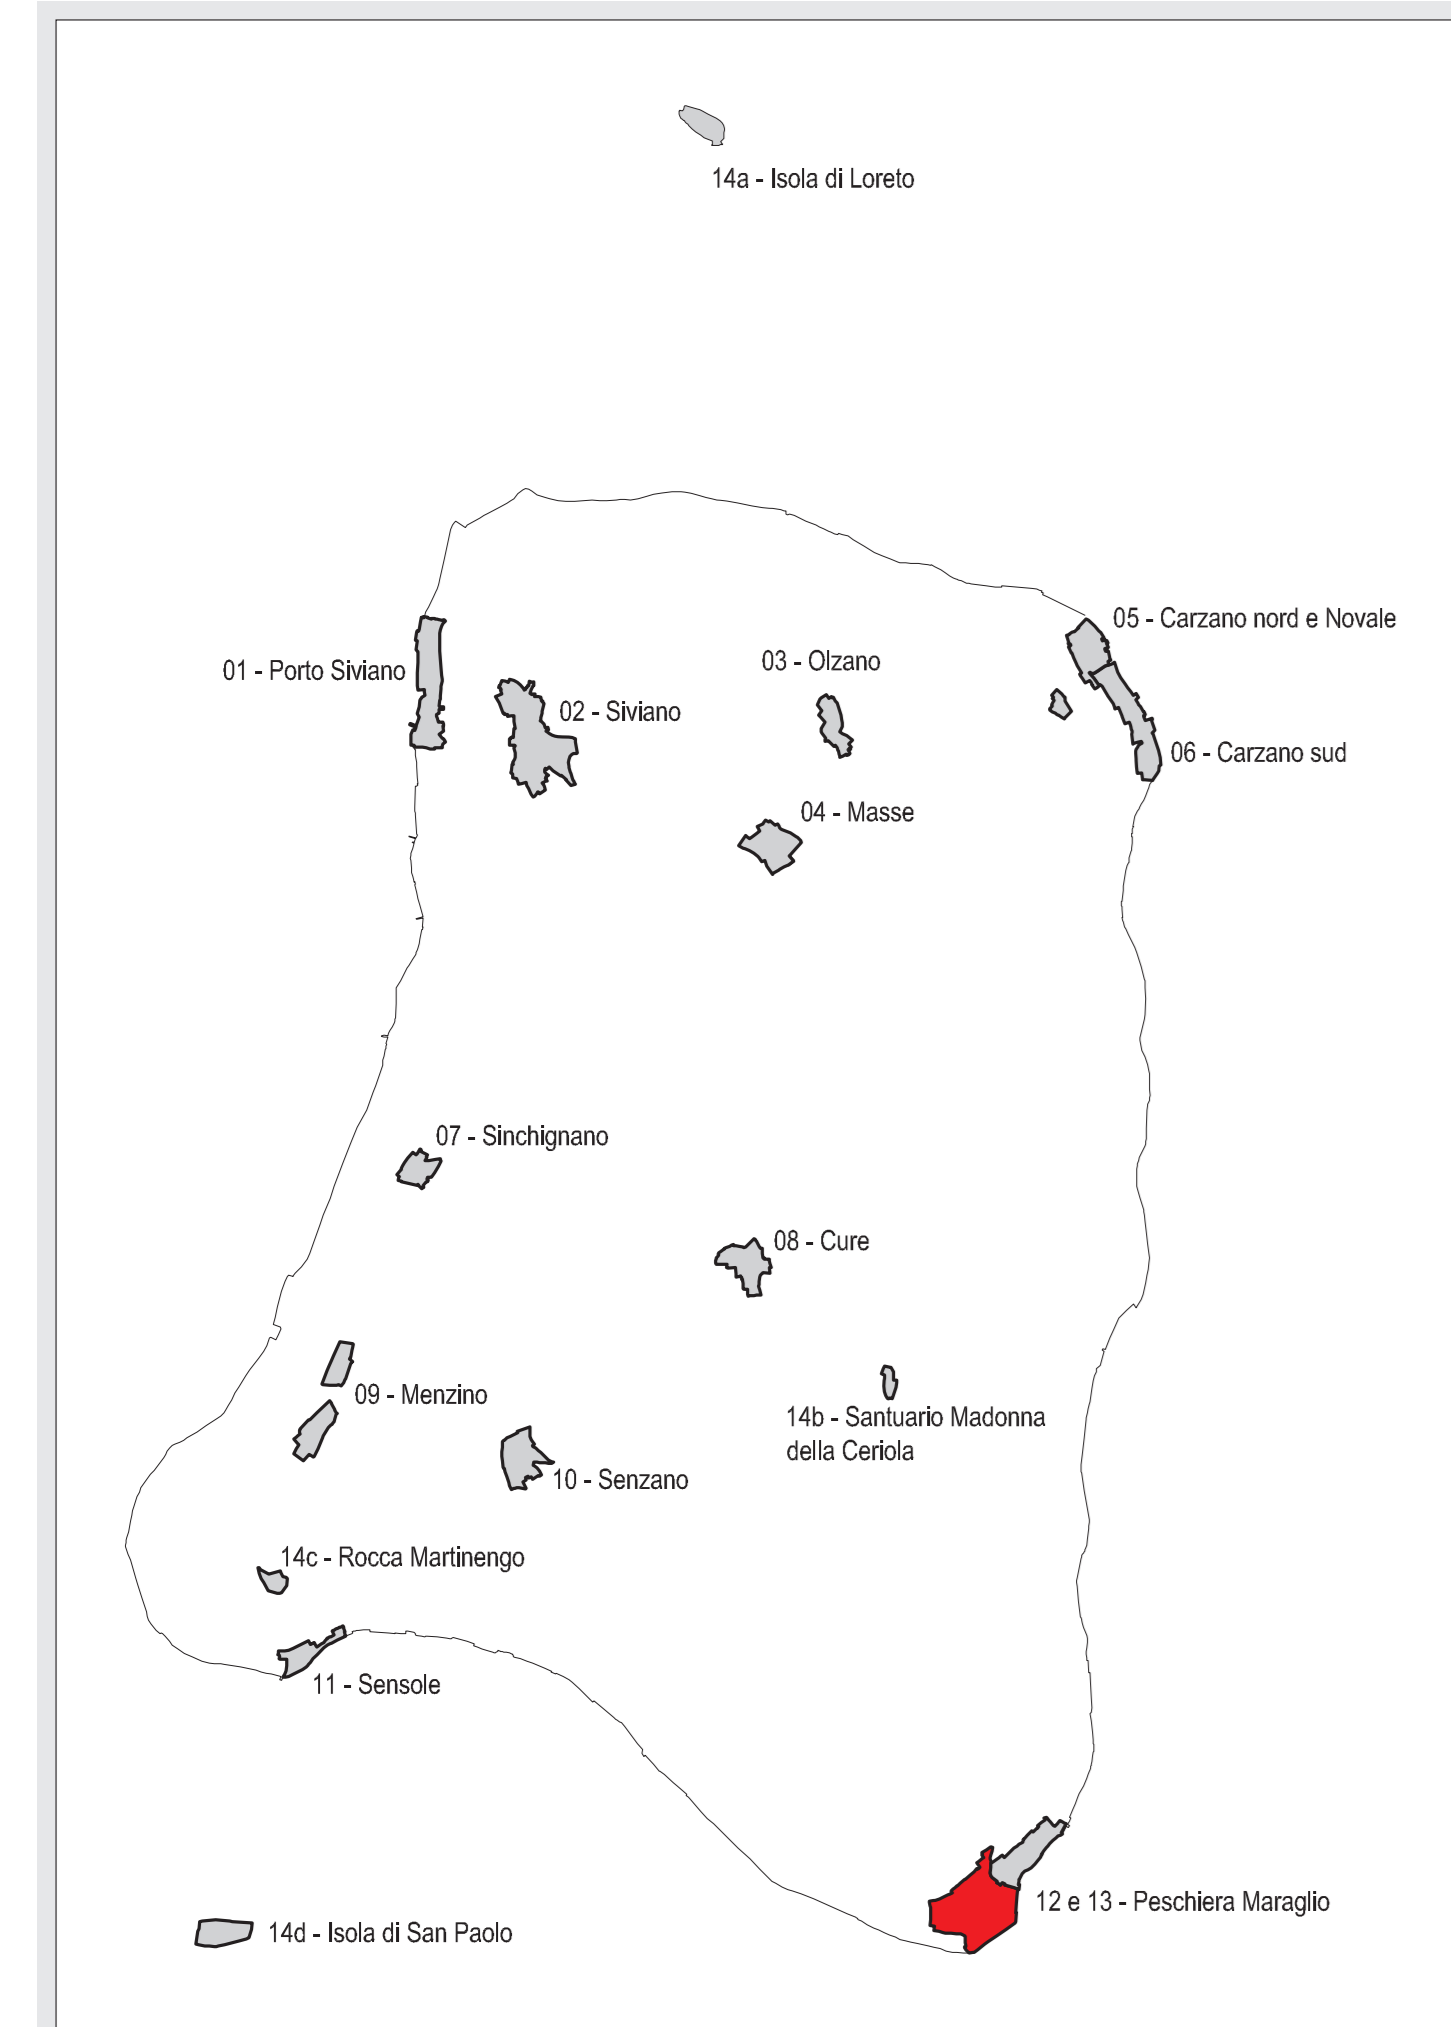 14a - Isola di Loreto
05 - Carzano nord e Novale
01 - Porto Siviano
03 - Olzano
02 - Siviano
06 - Carzano sud
04 - Masse
07 - Sinchignano
08 - Cure
09 - Menzino
14b - Santuario Madonna
della Ceriola
10 - Senzano
14c - Rocca Martinengo
11 - Sensole
12 e 13 - Peschiera Maraglio
14d - Isola di San Paolo